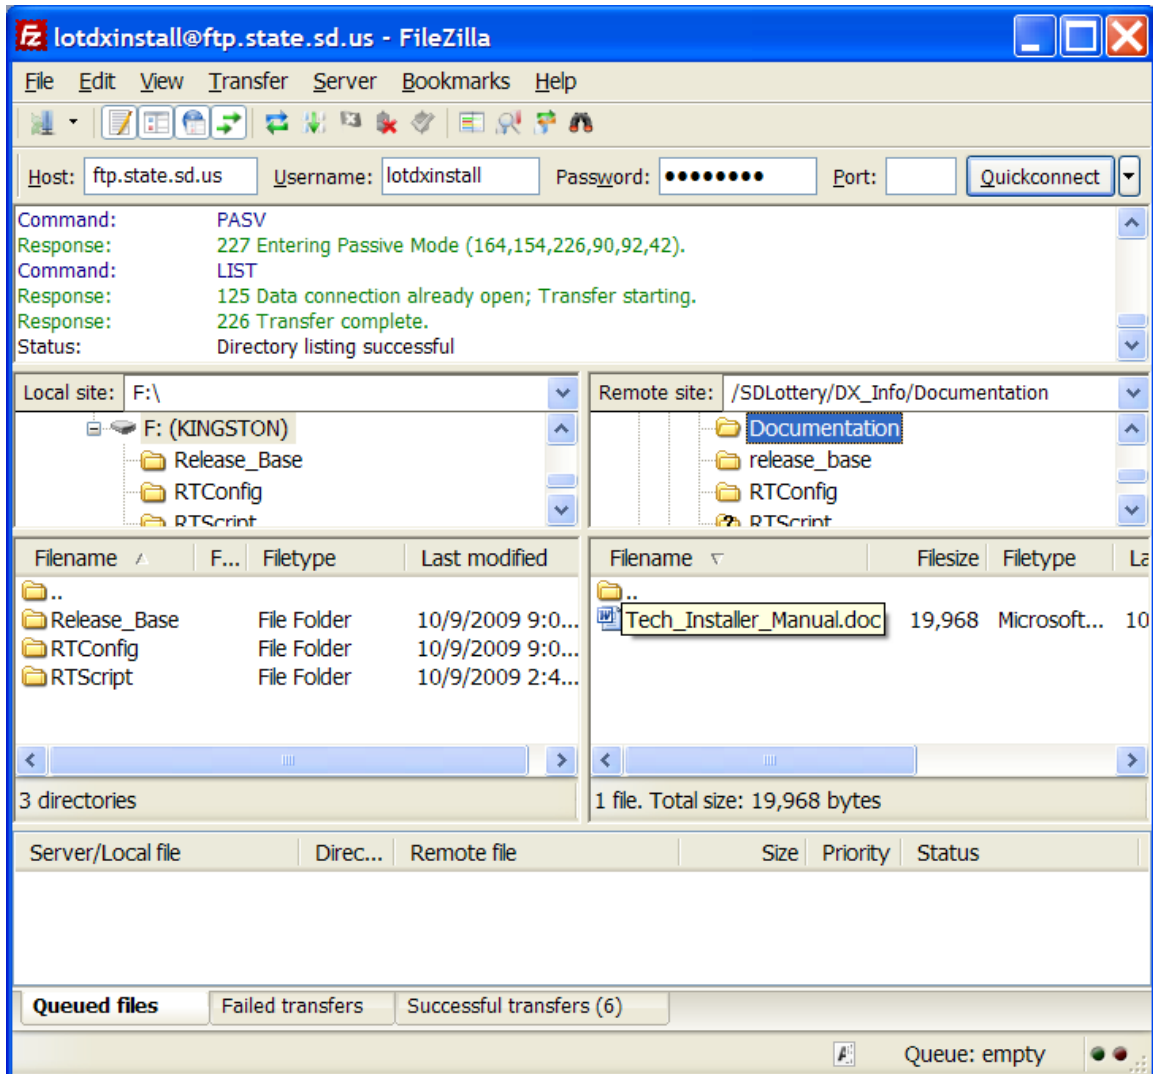 lotdxinstall@ftp.state.sd.us - FileZilla
File Edit View Transfer Server Bookmarks Help
Host: ftp.state.sd.us Username: lotdxinstall Password: ●●●●●●●● Port: Quickconnect
Command: PASV
Response: 227 Entering Passive Mode (164,154,226,90,92,42).
Command: LIST
Response: 125 Data connection already open; Transfer starting.
Response: 226 Transfer complete.
Status: Directory listing successful
Local site: F:\
F: (KINGSTON)
Release_Base
RTConfig
RTScript
Remote site: /SDLottery/DX_Info/Documentation
Documentation
release_base
RTConfig
RTScript
Filename F... Filetype Last modified
..
Release_Base File Folder 10/9/2009 9:0...
RTConfig File Folder 10/9/2009 9:0...
RTScript File Folder 10/9/2009 2:4...
3 directories
Filename Filesize Filetype La
..
Tech_Installer_Manual.doc 19,968 Microsoft... 10
1 file. Total size: 19,968 bytes
Server/Local file Direc... Remote file Size Priority Status
Queued files Failed transfers Successful transfers (6)
Queue: empty